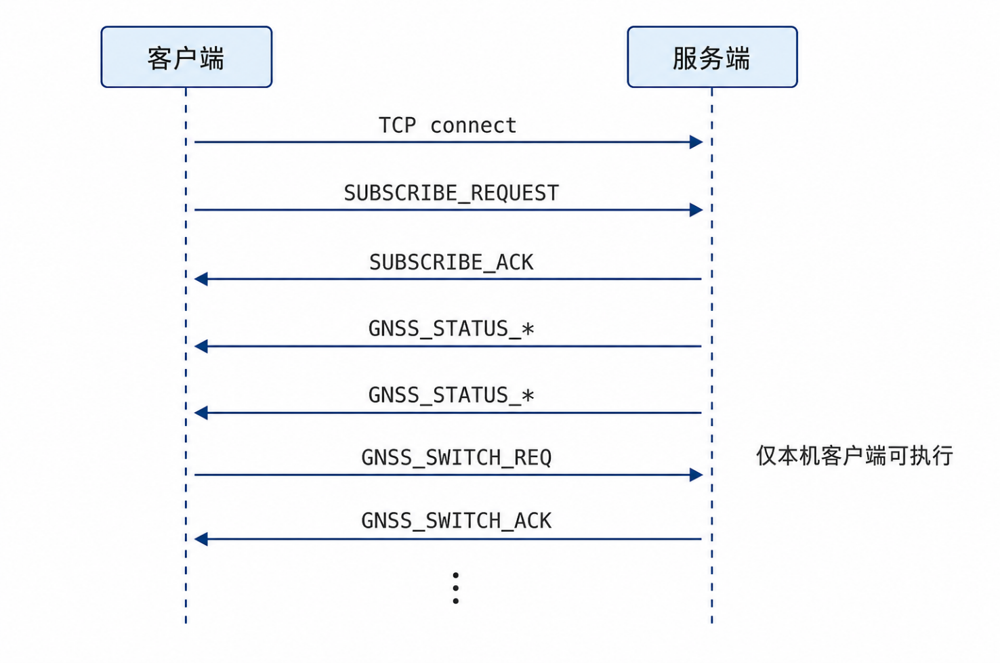 客户端
服务端
TCP connect
SUBSCRIBE_REQUEST
SUBSCRIBE_ACK
GNSS_STATUS_*
GNSS_STATUS_*
GNSS_SWITCH_REQ
仅本机客户端可执行
GNSS_SWITCH_ACK